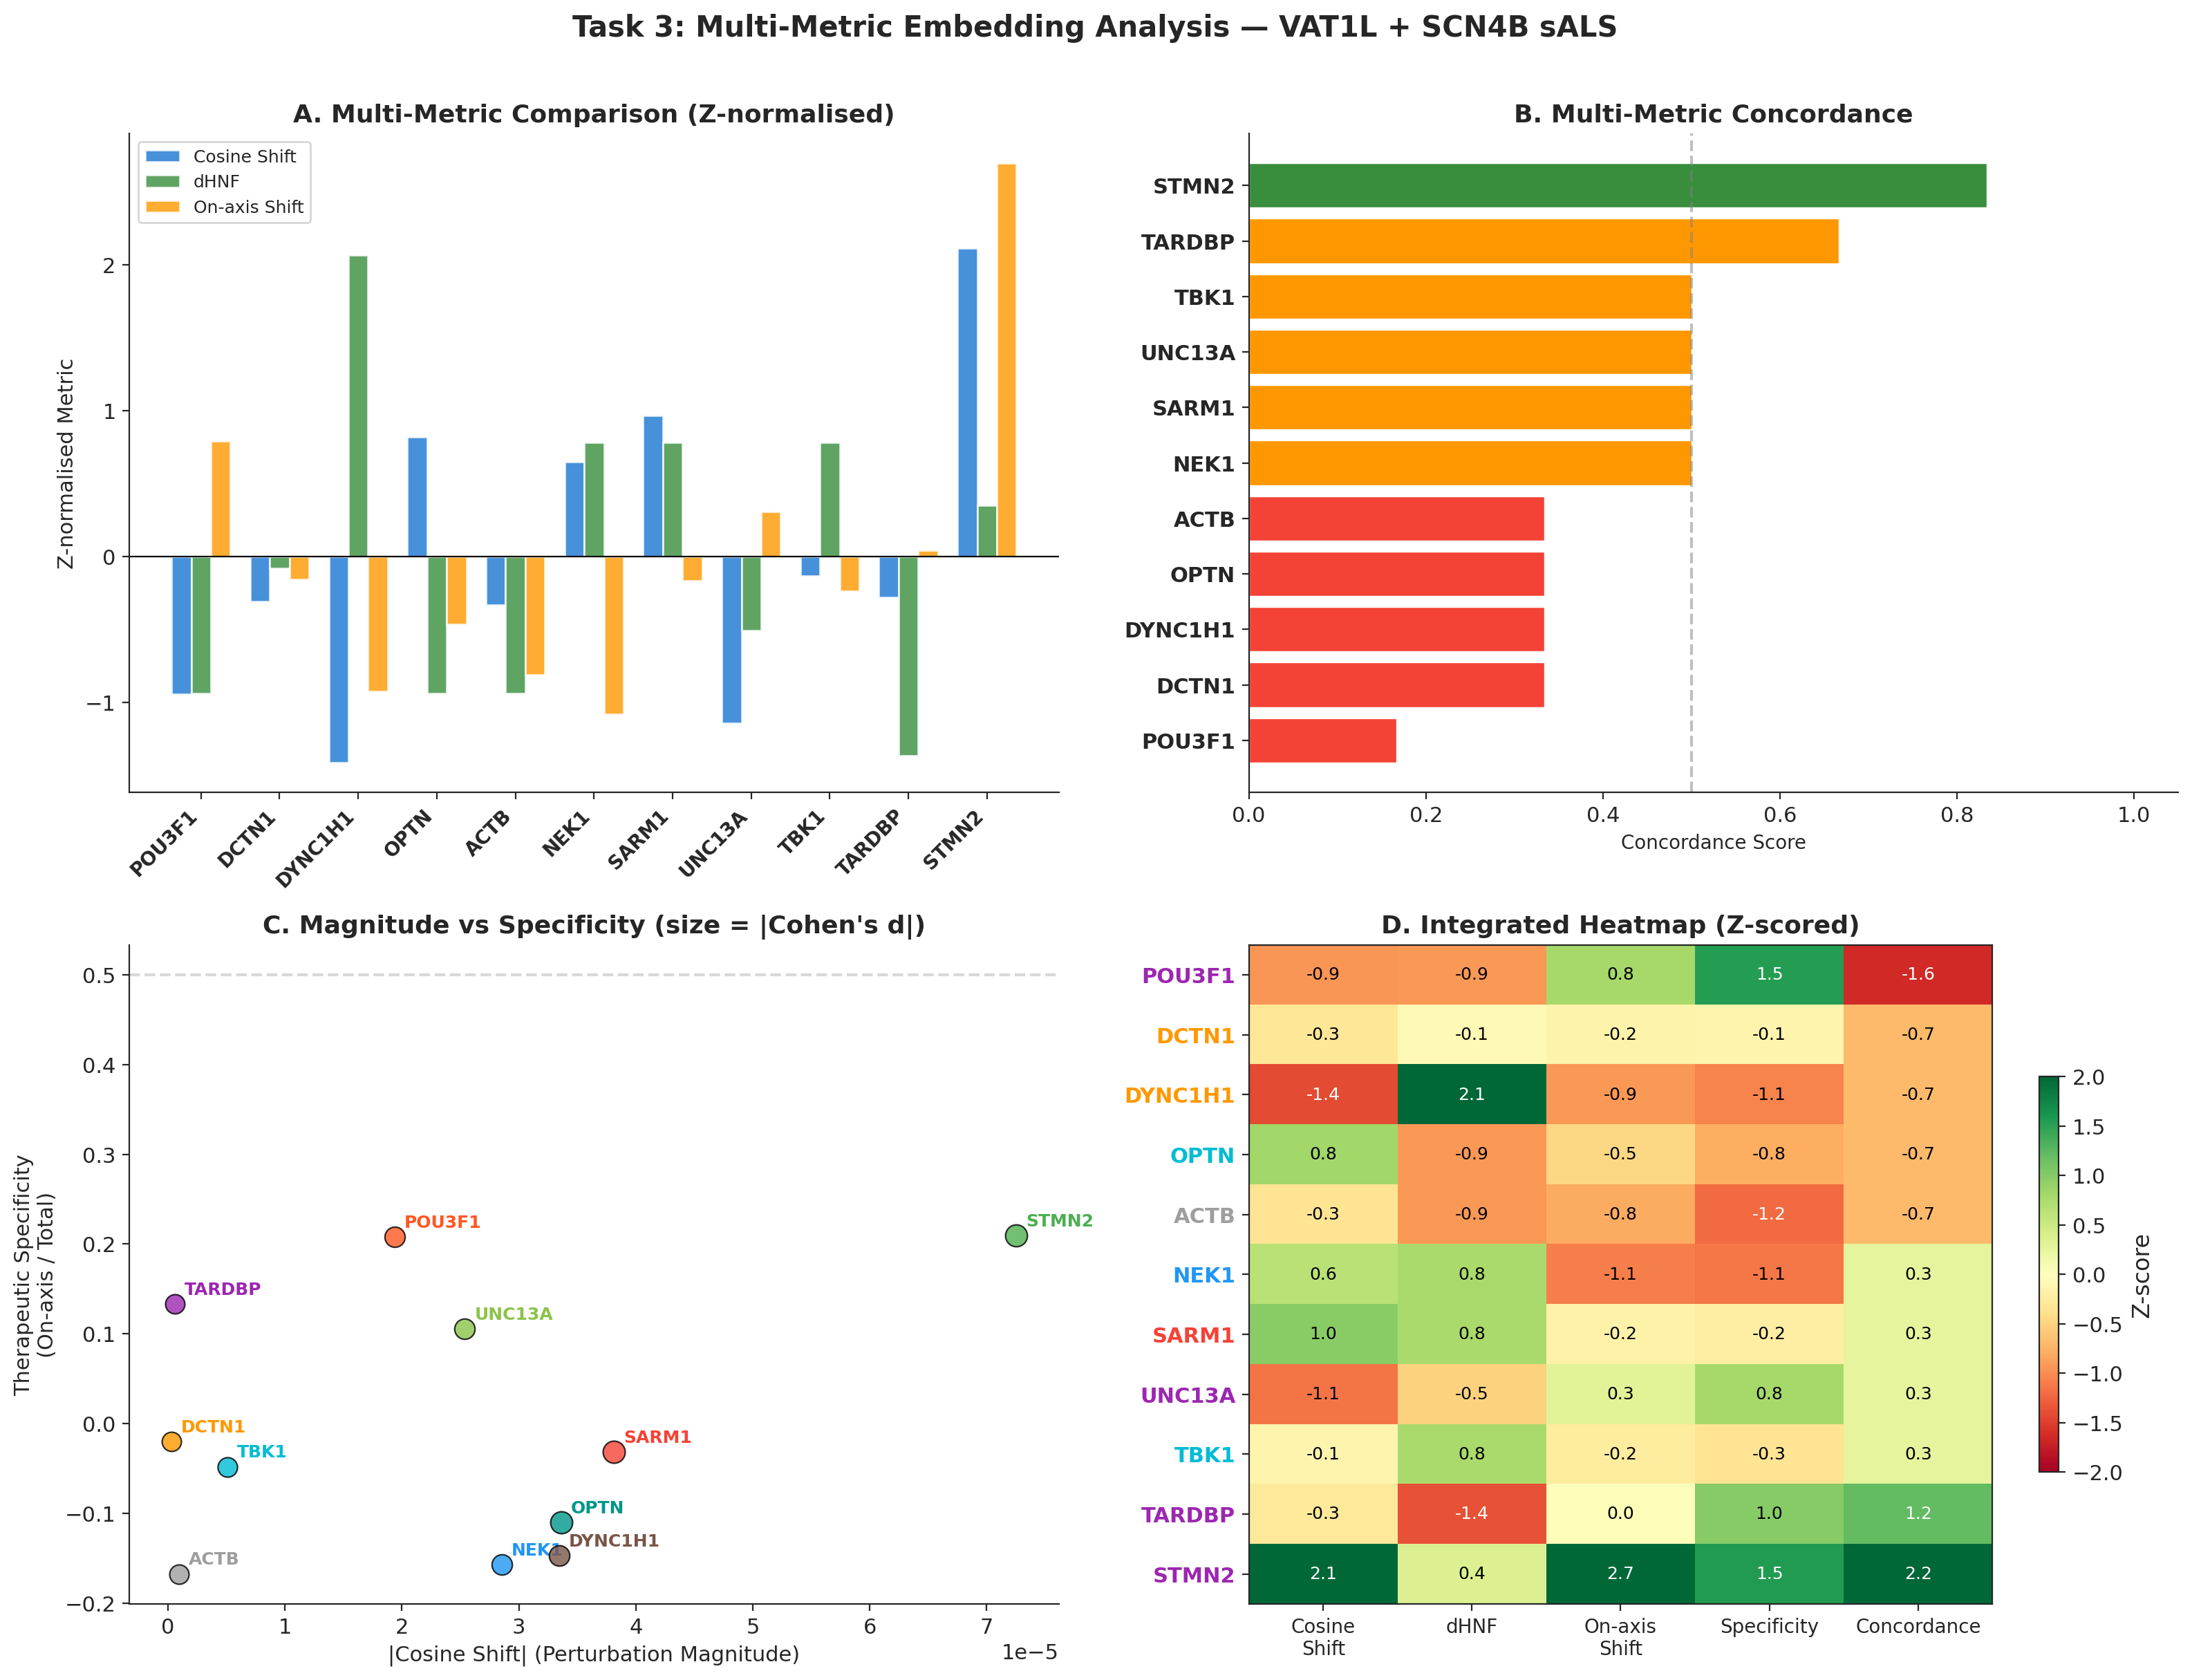 Task 3: Multi-Metric Embedding Analysis — VAT1L + SCN4B sALS
A. Multi-Metric Comparison (Z-normalised)
Cosine Shift
dHNF
On-axis Shift
Z-normalised Metric
2
1
0
−1
POU3F1
DCTN1
DYNC1H1
OPTN
ACTB
NEK1
SARM1
UNC13A
TBK1
TARDBP
STMN2
B. Multi-Metric Concordance
STMN2
TARDBP
TBK1
UNC13A
SARM1
NEK1
ACTB
OPTN
DYNC1H1
DCTN1
POU3F1
0.0 0.2 0.4 0.6 0.8 1.0
Concordance Score
C. Magnitude vs Specificity (size = |Cohen's d|)
Therapeutic Specificity
(On-axis / Total)
0.5
0.4
0.3
0.2
0.1
0.0
−0.1
−0.2
POU3F1
STMN2
TARDBP
UNC13A
DCTN1
TBK1
SARM1
OPTN
DYNC1H1
NEK1
ACTB
0 1 2 3 4 5 6 7
1e−5
|Cosine Shift| (Perturbation Magnitude)
D. Integrated Heatmap (Z-scored)
POU3F1 -0.9 -0.9 0.8 1.5 -1.6
DCTN1 -0.3 -0.1 -0.2 -0.1 -0.7
DYNC1H1 -1.4 2.1 -0.9 -1.1 -0.7
OPTN 0.8 -0.9 -0.5 -0.8 -0.7
ACTB -0.3 -0.9 -0.8 -1.2 -0.7
NEK1 0.6 0.8 -1.1 -1.1 0.3
SARM1 1.0 0.8 -0.2 -0.2 0.3
UNC13A -1.1 -0.5 0.3 0.8 0.3
TBK1 -0.1 0.8 -0.2 -0.3 0.3
TARDBP -0.3 -1.4 0.0 1.0 1.2
STMN2 2.1 0.4 2.7 1.5 2.2
Cosine
Shift
dHNF
On-axis
Shift
Specificity
Concordance
2.0
1.5
1.0
0.5
0.0
−0.5
−1.0
−1.5
−2.0
Z-score